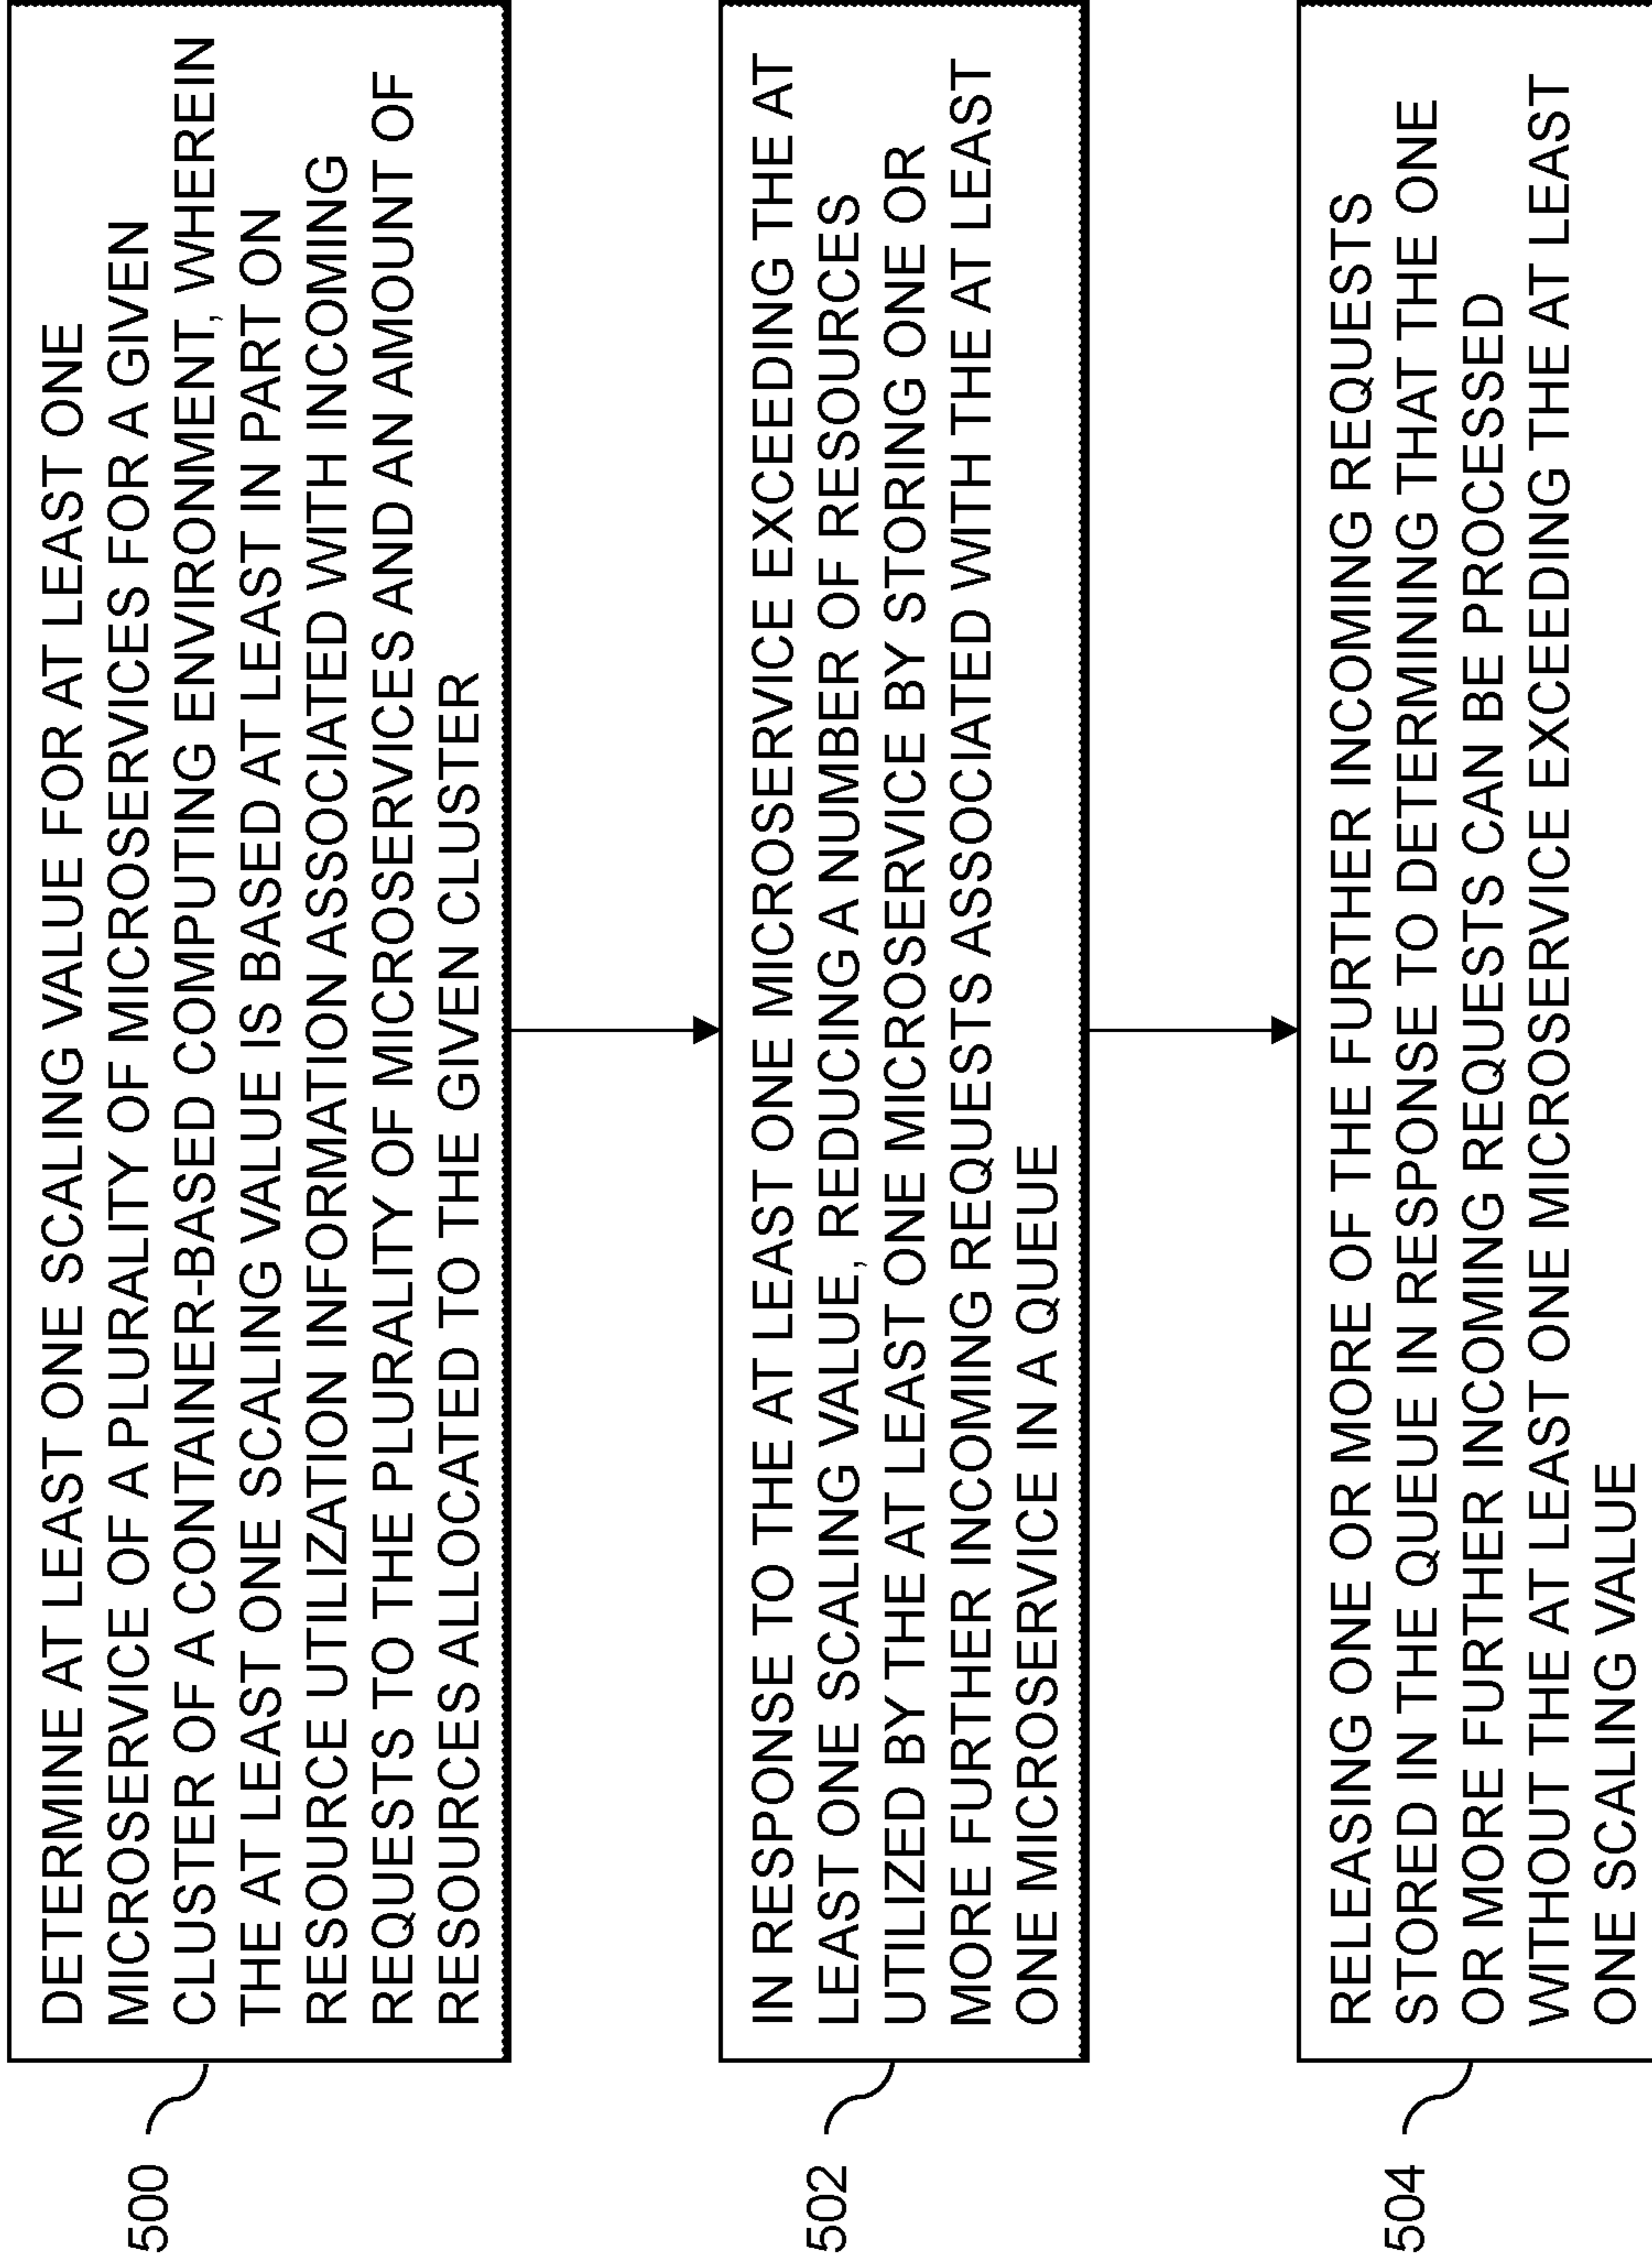 500
DETERMINE AT LEAST ONE SCALING VALUE FOR AT LEAST ONE
MICROSERVICE OF A PLURALITY OF MICROSERVICES FOR A GIVEN
CLUSTER OF A CONTAINER-BASED COMPUTING ENVIRONMENT, WHEREIN
THE AT LEAST ONE SCALING VALUE IS BASED AT LEAST IN PART ON
RESOURCE UTILIZATION INFORMATION ASSOCIATED WITH INCOMING
REQUESTS TO THE PLURALITY OF MICROSERVICES AND AN AMOUNT OF
RESOURCES ALLOCATED TO THE GIVEN CLUSTER
502
IN RESPONSE TO THE AT LEAST ONE MICROSERVICE EXCEEDING THE AT
LEAST ONE SCALING VALUE, REDUCING A NUMBER OF RESOURCES
UTILIZED BY THE AT LEAST ONE MICROSERVICE BY STORING ONE OR
MORE FURTHER INCOMING REQUESTS ASSOCIATED WITH THE AT LEAST
ONE MICROSERVICE IN A QUEUE
504
RELEASING ONE OR MORE OF THE FURTHER INCOMING REQUESTS
STORED IN THE QUEUE IN RESPONSE TO DETERMINING THAT THE ONE
OR MORE FURTHER INCOMING REQUESTS CAN BE PROCESSED
WITHOUT THE AT LEAST ONE MICROSERVICE EXCEEDING THE AT LEAST
ONE SCALING VALUE